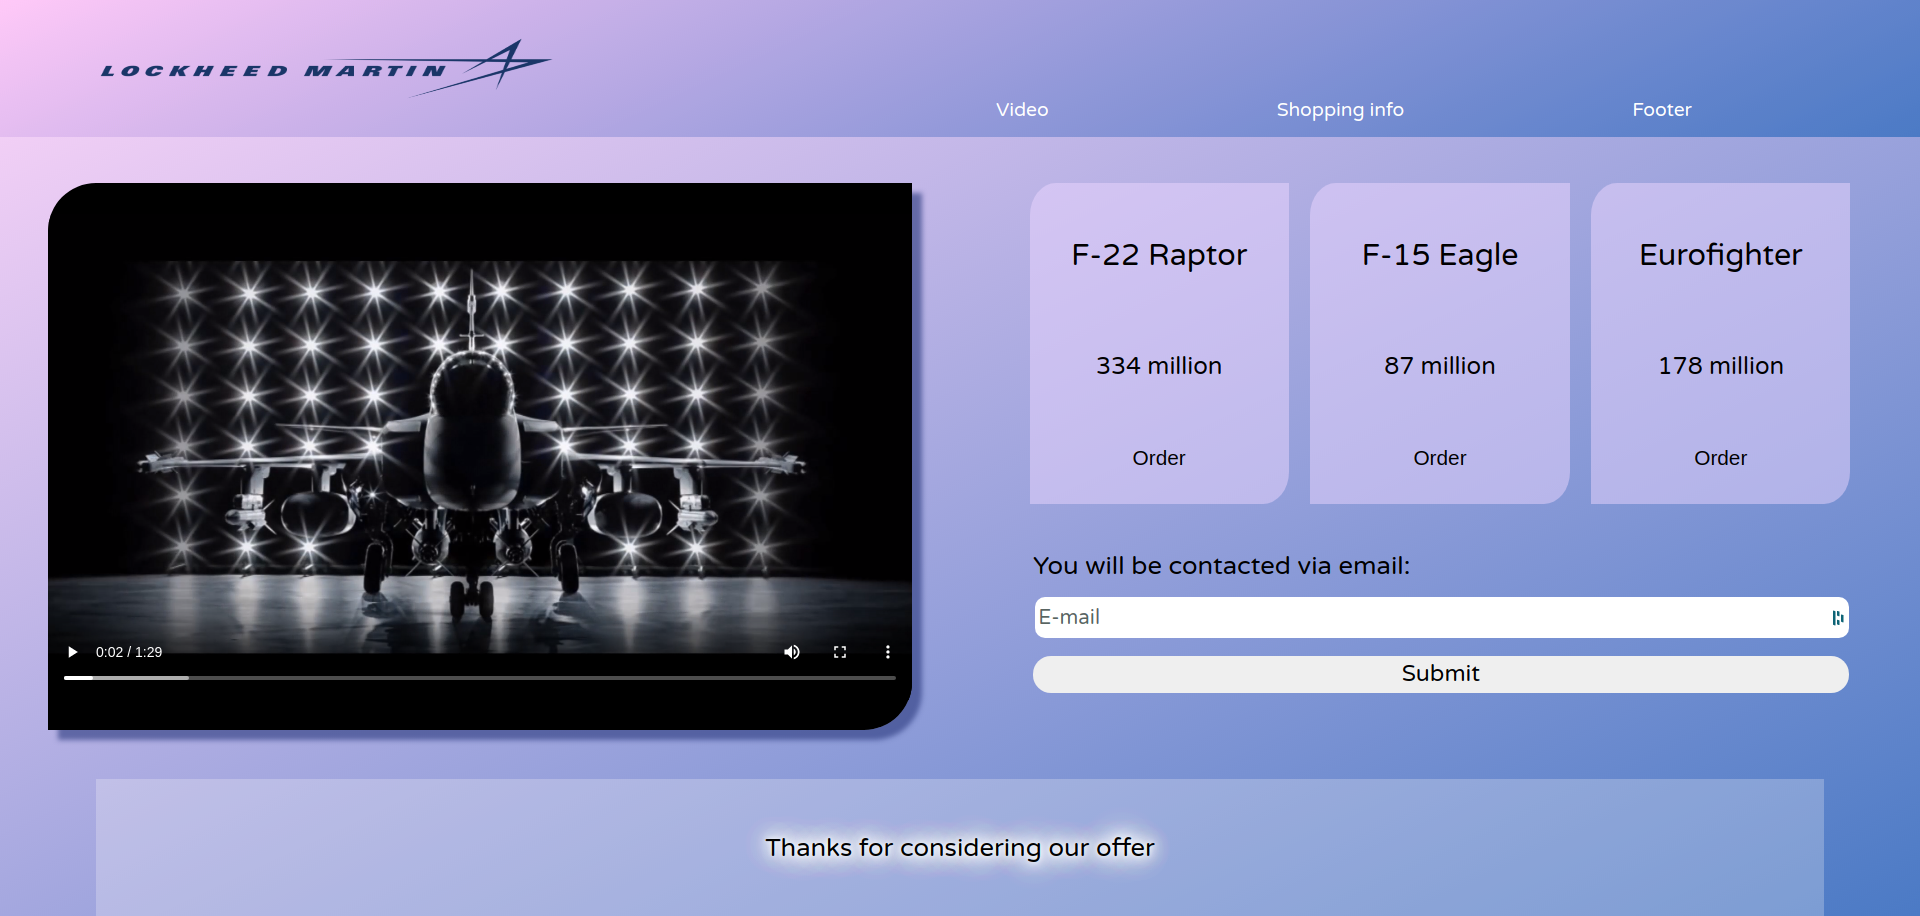 LOCKHEED MARTIN
Video
Shopping info
Footer
F-22 Raptor
334 million
Order
F-15 Eagle
87 million
Order
Eurofighter
178 million
Order
0:02 / 1:29
You will be contacted via email:
E-mail
Submit
Thanks for considering our offer